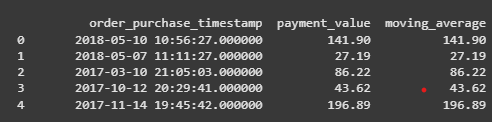 order_purchase_timestamp payment_value moving_average
0 2018-05-10 10:56:27.000000 141.90 141.90
1 2018-05-07 11:11:27.000000 27.19 27.19
2 2017-03-10 21:05:03.000000 86.22 86.22
3 2017-10-12 20:29:41.000000 43.62 43.62
4 2017-11-14 19:45:42.000000 196.89 196.89